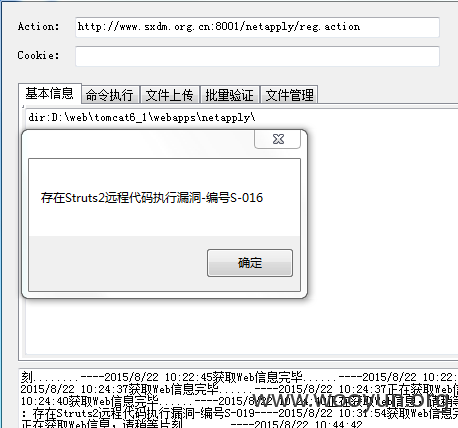 Action: http://www.sxdm.org.cn:8001/netapply/reg.action
Cookie:
基本信息 命令执行 文件上传 批量验证 文件管理
dir:D:\web\tomcat6_1\webapps\netapply\
存在Struts2远程代码执行漏洞-编号S-016
确定
刻........----2015/8/22 10:22:45获取Web信息完毕......----2015/8/22
2015/8/22 10:24:37获取Web信息完毕......----2015/8/22 10:24:37正在获取Web
10:24:40获取Web信息完毕......----2015/8/22
：存在Struts2远程代码执行漏洞-编号S-019----2015/8/22 10:31:54获取Web信息完
正在获取Web信息，请稍等片刻........----2015/8/22 10:44:42
www.wooyun.org